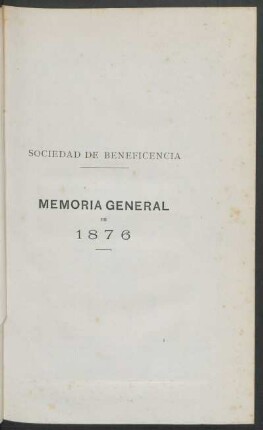 SOCIEDAD DE BENEFICENCIA
MEMORIA GENERAL
DE
1876